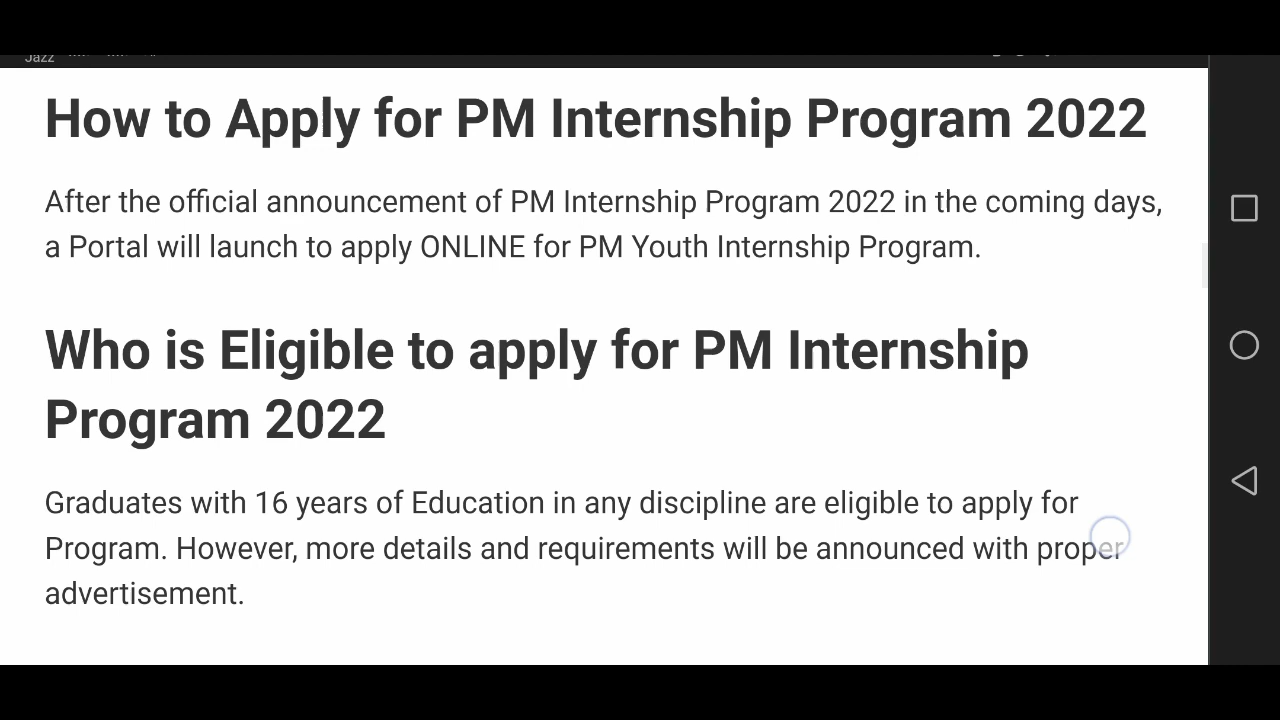 Jazz
How to Apply for PM Internship Program 2022
After the official announcement of PM Internship Program 2022 in the coming days,
a Portal will launch to apply ONLINE for PM Youth Internship Program.
Who is Eligible to apply for PM Internship
Program 2022
Graduates with 16 years of Education in any discipline are eligible to apply for
Program. However, more details and requirements will be announced with proper
advertisement.